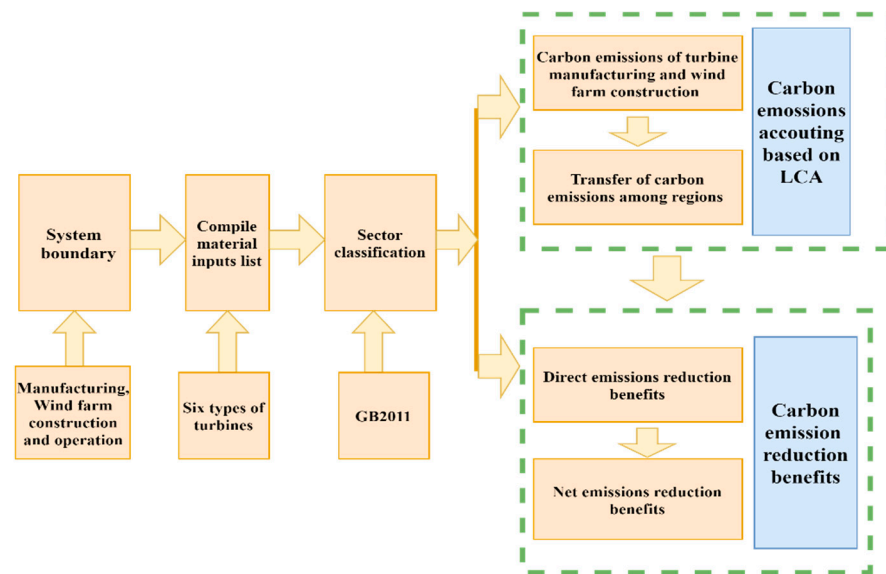 System
boundary
Compile
material
inputs list
Sector
classification
Manufacturing,
Wind farm
construction
and operation
Six types of
turbines
GB2011
Carbon emissions of turbine
manufacturing and wind
farm construction
Transfer of carbon
emissions among regions
Carbon
emossions
accouting
based on
LCA
Direct emissions reduction
benefits
Net emissions reduction
benefits
Carbon
emission
reduction
benefits